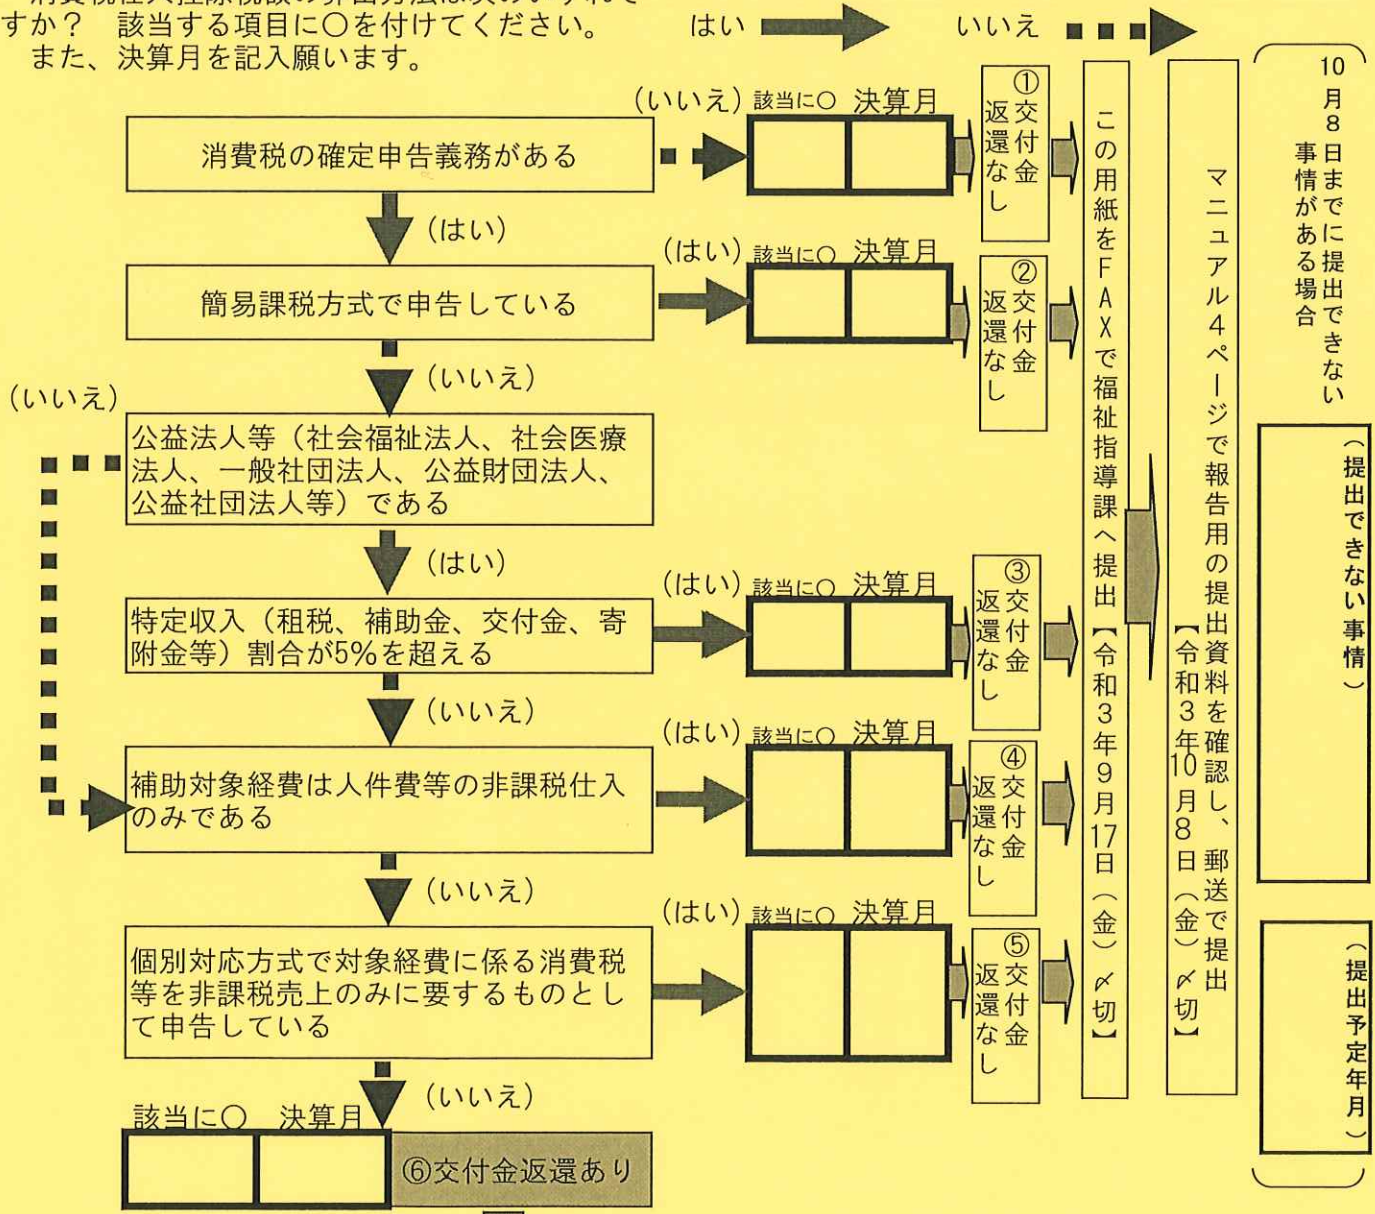 すか？　該当する項目に○を付けてください。
また、決算月を記入願います。
はい
いいえ
消費税の確定申告義務がある
(いいえ)
該当に○　決算月
①交付金
返還なし
(はい)
簡易課税方式で申告している
(はい)
該当に○　決算月
②交付金
返還なし
(いいえ)
(いいえ)
公益法人等（社会福祉法人、社会医療
法人、一般社団法人、公益財団法人、
公益社団法人等）である
(はい)
特定収入（租税、補助金、交付金、寄
附金等）割合が5%を超える
(はい)
該当に○　決算月
③交付金
返還なし
(いいえ)
補助対象経費は人件費等の非課税仕入
のみである
(はい)
該当に○　決算月
④交付金
返還なし
(いいえ)
個別対応方式で対象経費に係る消費税
等を非課税売上のみに要するものとし
て申告している
(はい)
該当に○　決算月
⑤交付金
返還なし
(いいえ)
該当に○　決算月
⑥交付金返還あり
この用紙をＦＡＸで福祉指導課へ提出【令和３年９月17日（金）〆切】
マニュアル４ページで報告用の提出資料を確認し、郵送で提出
【令和３年10月８日（金）〆切】
10月８日までに提出できない
事情がある場合
（提出できない事情）
（提出予定年月）